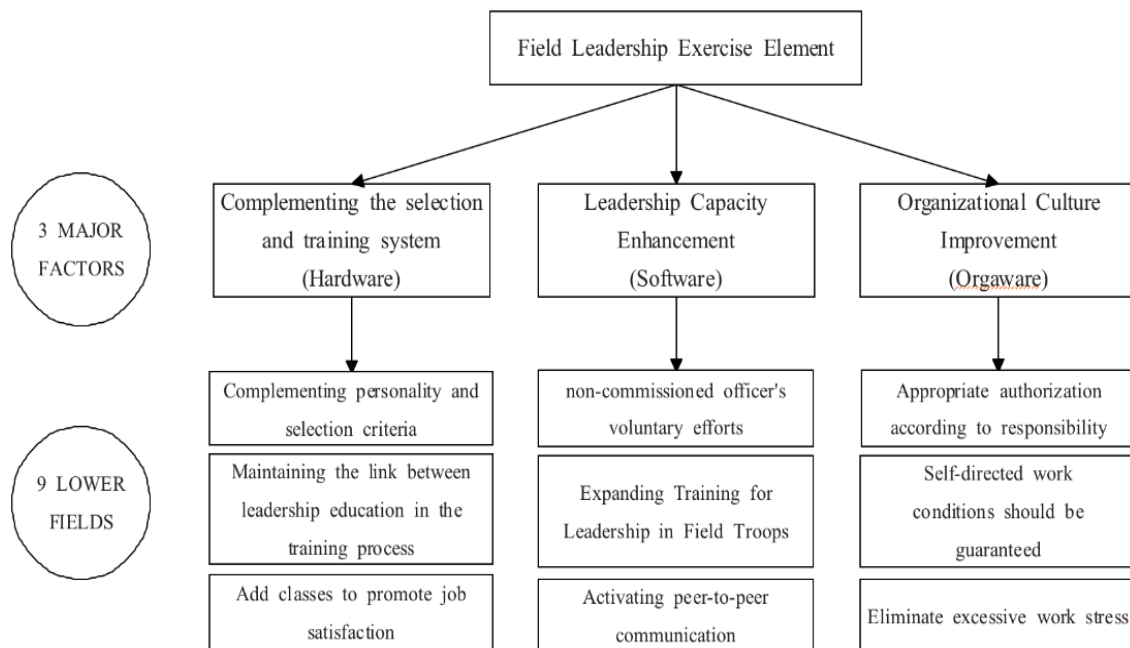 Field Leadership Exercise Element
3 MAJOR
FACTORS
Complementing the selection
and training system
(Hardware)
Leadership Capacity
Enhancement
(Software)
Organizational Culture
Improvement
(Orgaware)
9 LOWER
FIELDS
Complementing personality and
selection criteria
non-commissioned officer's
voluntary efforts
Appropriate authorization
according to responsibility
Maintaining the link between
leadership education in the
training process
Expanding Training for
Leadership in Field Troops
Self-directed work
conditions should be
guaranteed
Add classes to promote job
satisfaction
Activating peer-to-peer
communication
Eliminate excessive work stress